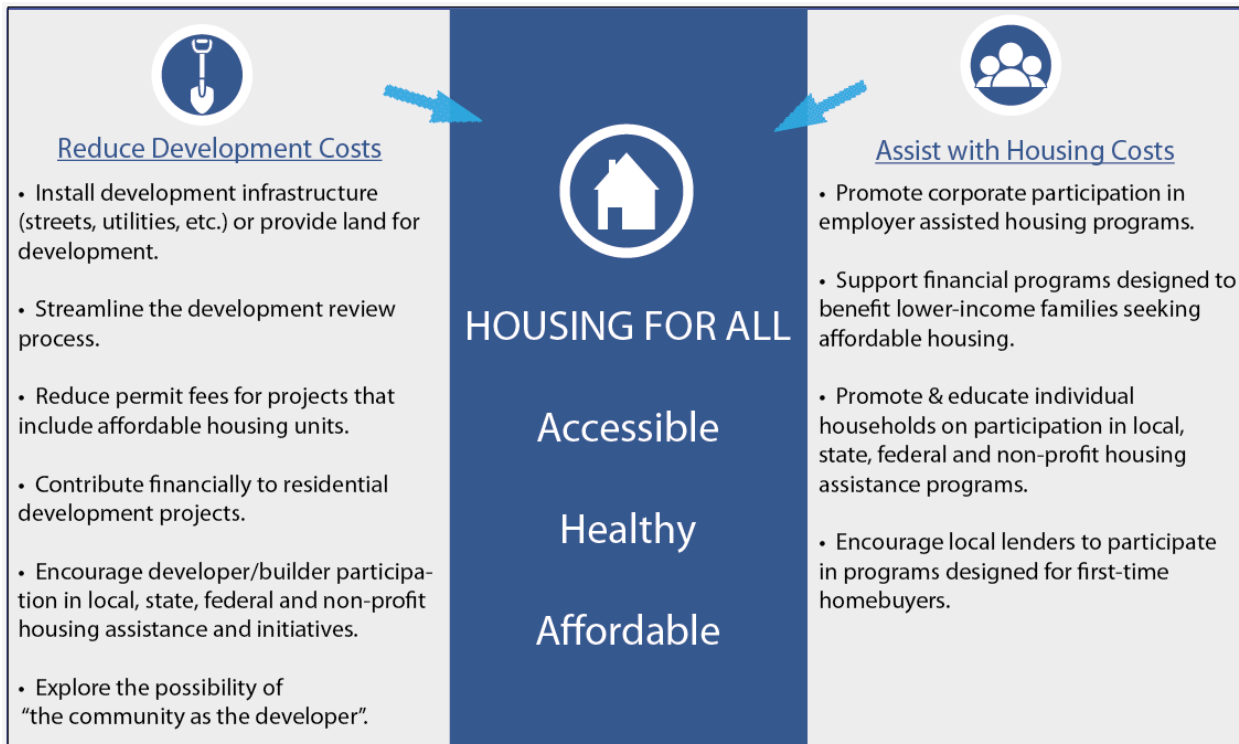 Reduce Development Costs
• Install development infrastructure
(streets, utilities, etc.) or provide land for
development.
• Streamline the development review
process.
• Reduce permit fees for projects that
include affordable housing units.
• Contribute financially to residential
development projects.
• Encourage developer/builder participa-
tion in local, state, federal and non-profit
housing assistance and initiatives.
• Explore the possibility of
“the community as the developer”.
HOUSING FOR ALL
Accessible
Healthy
Affordable
Assist with Housing Costs
• Promote corporate participation in
employer assisted housing programs.
• Support financial programs designed to
benefit lower-income families seeking
affordable housing.
• Promote & educate individual
households on participation in local,
state, federal and non-profit housing
assistance programs.
• Encourage local lenders to participate
in programs designed for first-time
homebuyers.